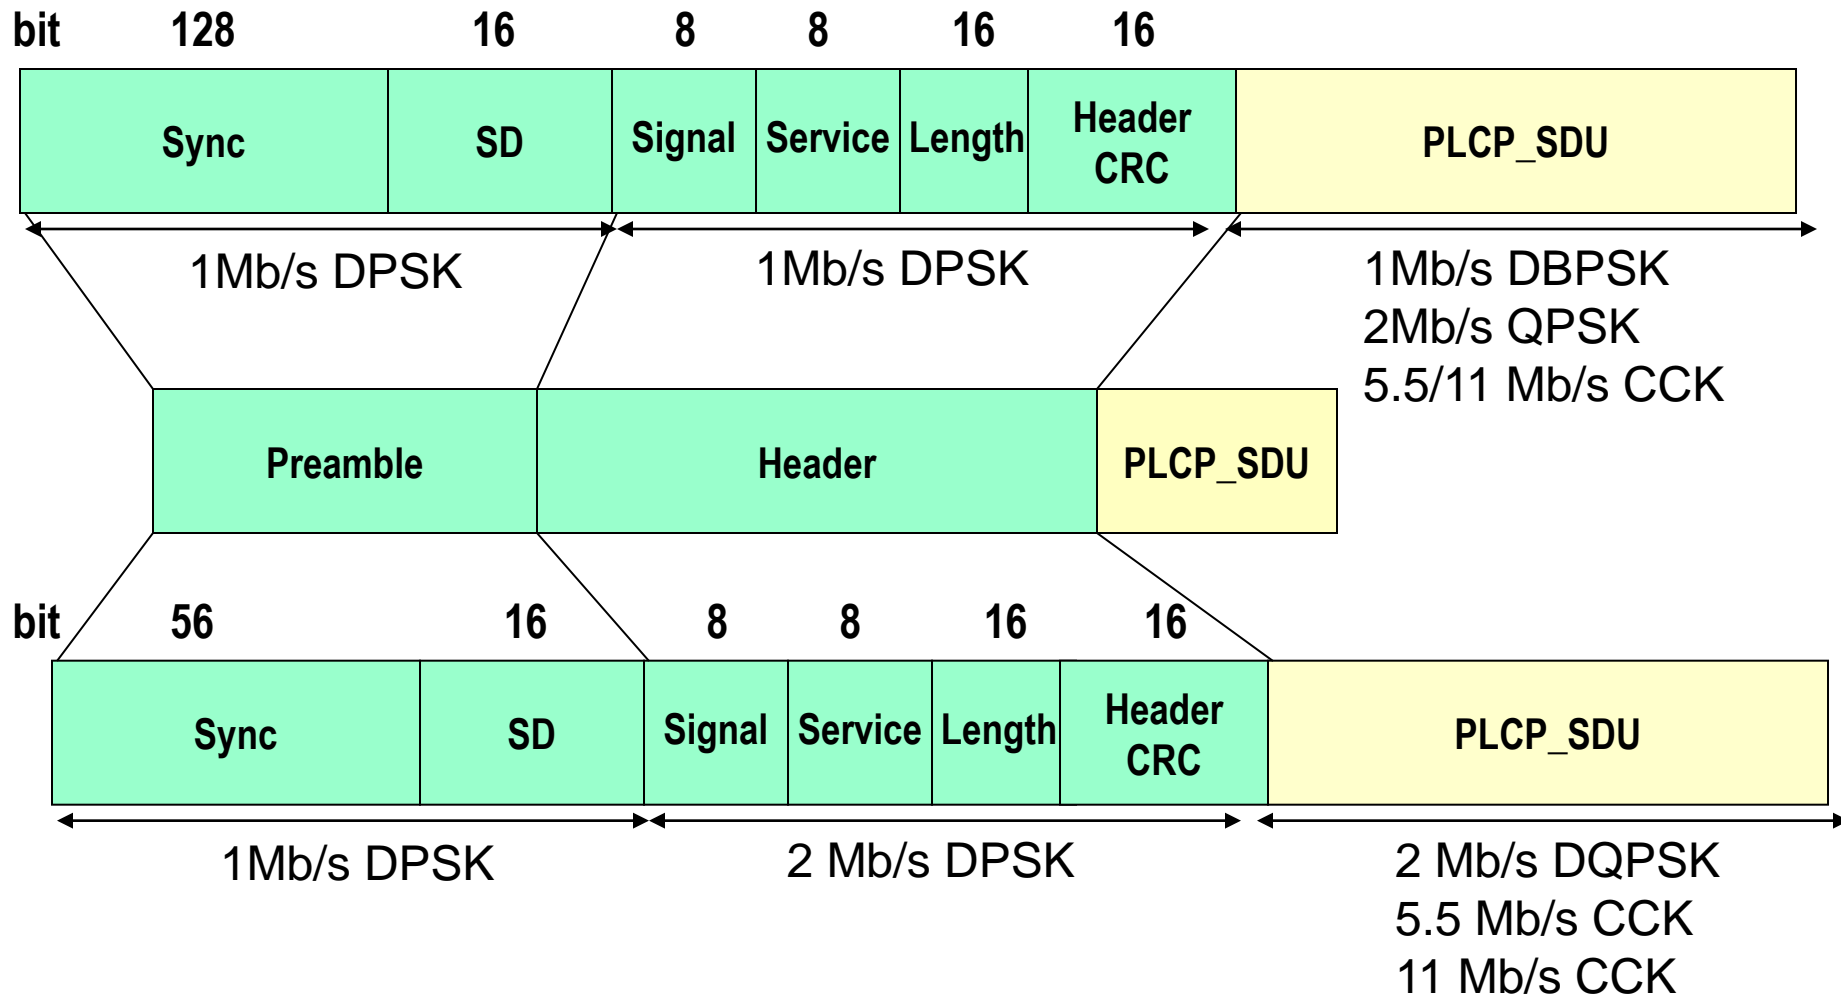 bit 128 16 8 8 16 16
Sync SD Signal Service Length Header CRC PLCP_SDU
1Mb/s DPSK 1Mb/s DPSK 1Mb/s DBPSK
2Mb/s QPSK
5.5/11 Mb/s CCK
Preamble Header PLCP_SDU
bit 56 16 8 8 16 16
Sync SD Signal Service Length Header CRC PLCP_SDU
1Mb/s DPSK 2 Mb/s DPSK 2 Mb/s DQPSK
5.5 Mb/s CCK
11 Mb/s CCK